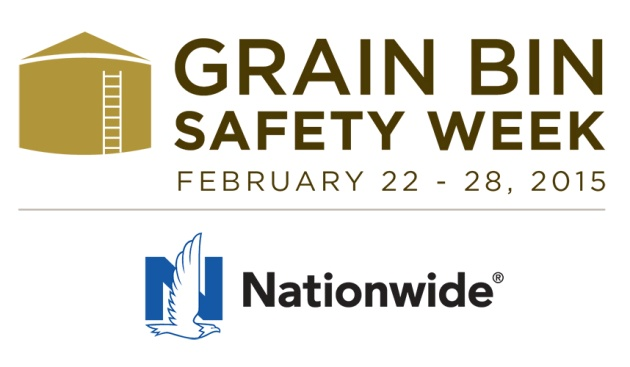 GRAIN BIN
SAFETY WEEK
FEBRUARY 22 - 28, 2015
N
Nationwide®